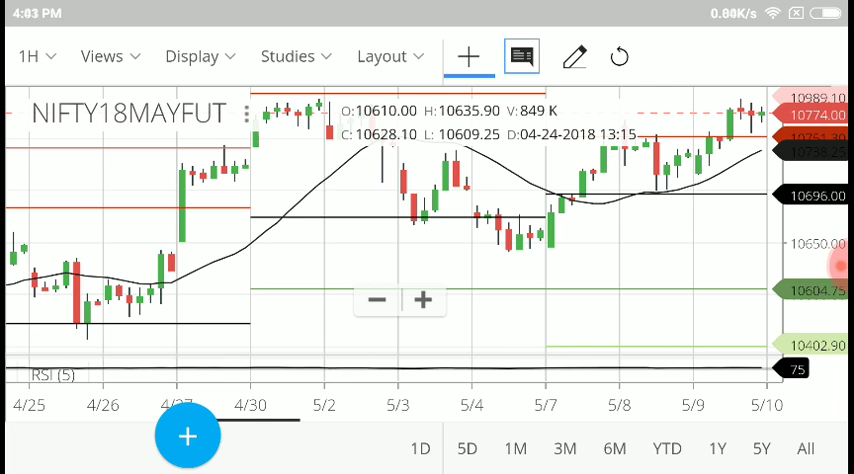 4:03 PM
1H Views Display Studies Layout
NIFTY18MAYFUT
O:10610.00 H:10635.90 V:849 K
C:10628.10 L:10609.25 D:04-24-2018 13:15
10989.10
10774.00
10751.30
10738.25
10696.00
10650.00
10604.75
10402.90
75
RSI (5)
4/25 4/26 4/27 4/30 5/2 5/3 5/4 5/7 5/8 5/9 5/10
1D 5D 1M 3M 6M YTD 1Y 5Y All